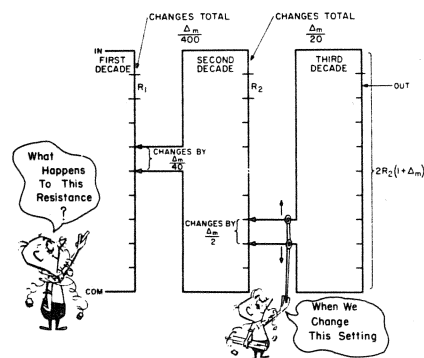 CHANGES TOTAL
Δm
400
CHANGES TOTAL
Δm
20
IN
FIRST
DECADE
SECOND
DECADE
THIRD
DECADE
R1
R2
OUT
CHANGES BY
Δm
40
2R2(1+Δm)
What
Happens
To This
Resistance
?
CHANGES BY
Δm
2
COM
When We
Change
This Setting